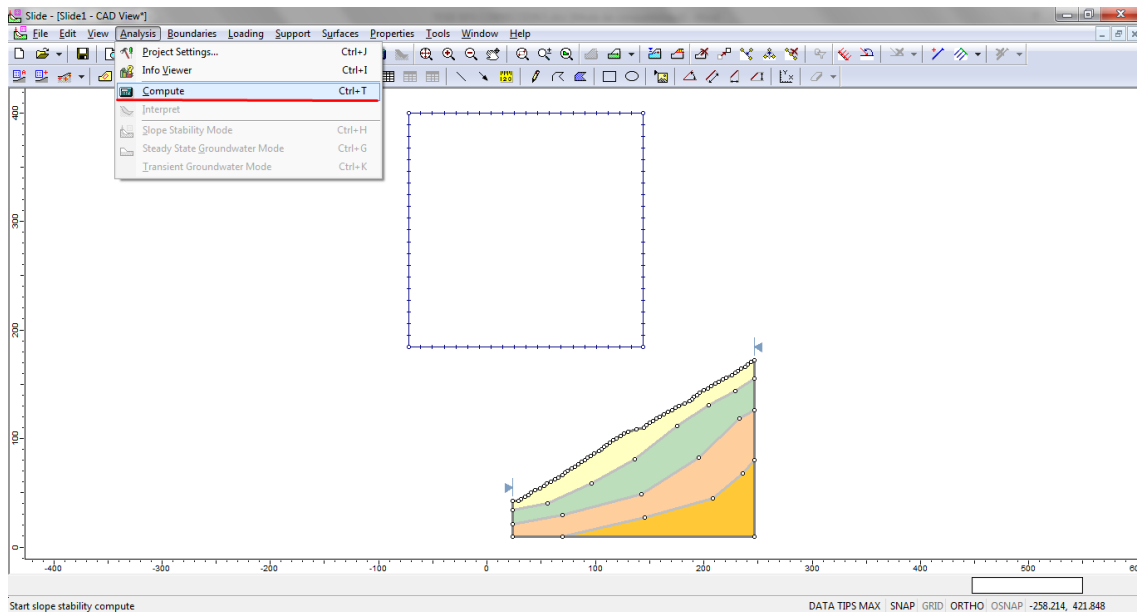 Slide - [Slide1 - CAD View*]
File Edit View Analysis Boundaries Loading Support Surfaces Properties Tools Window Help
Project Settings... Ctrl+J
Info Viewer Ctrl+I
Compute Ctrl+T
Interpret
Slope Stability Mode Ctrl+H
Steady State Groundwater Mode Ctrl+G
Transient Groundwater Mode Ctrl+K
400
300
200
100
0
-400 -300 -200 -100 0 100 200 300 400 500 60
Start slope stability compute
DATA TIPS MAX SNAP GRID ORTHO OSNAP -258.214, 421.848